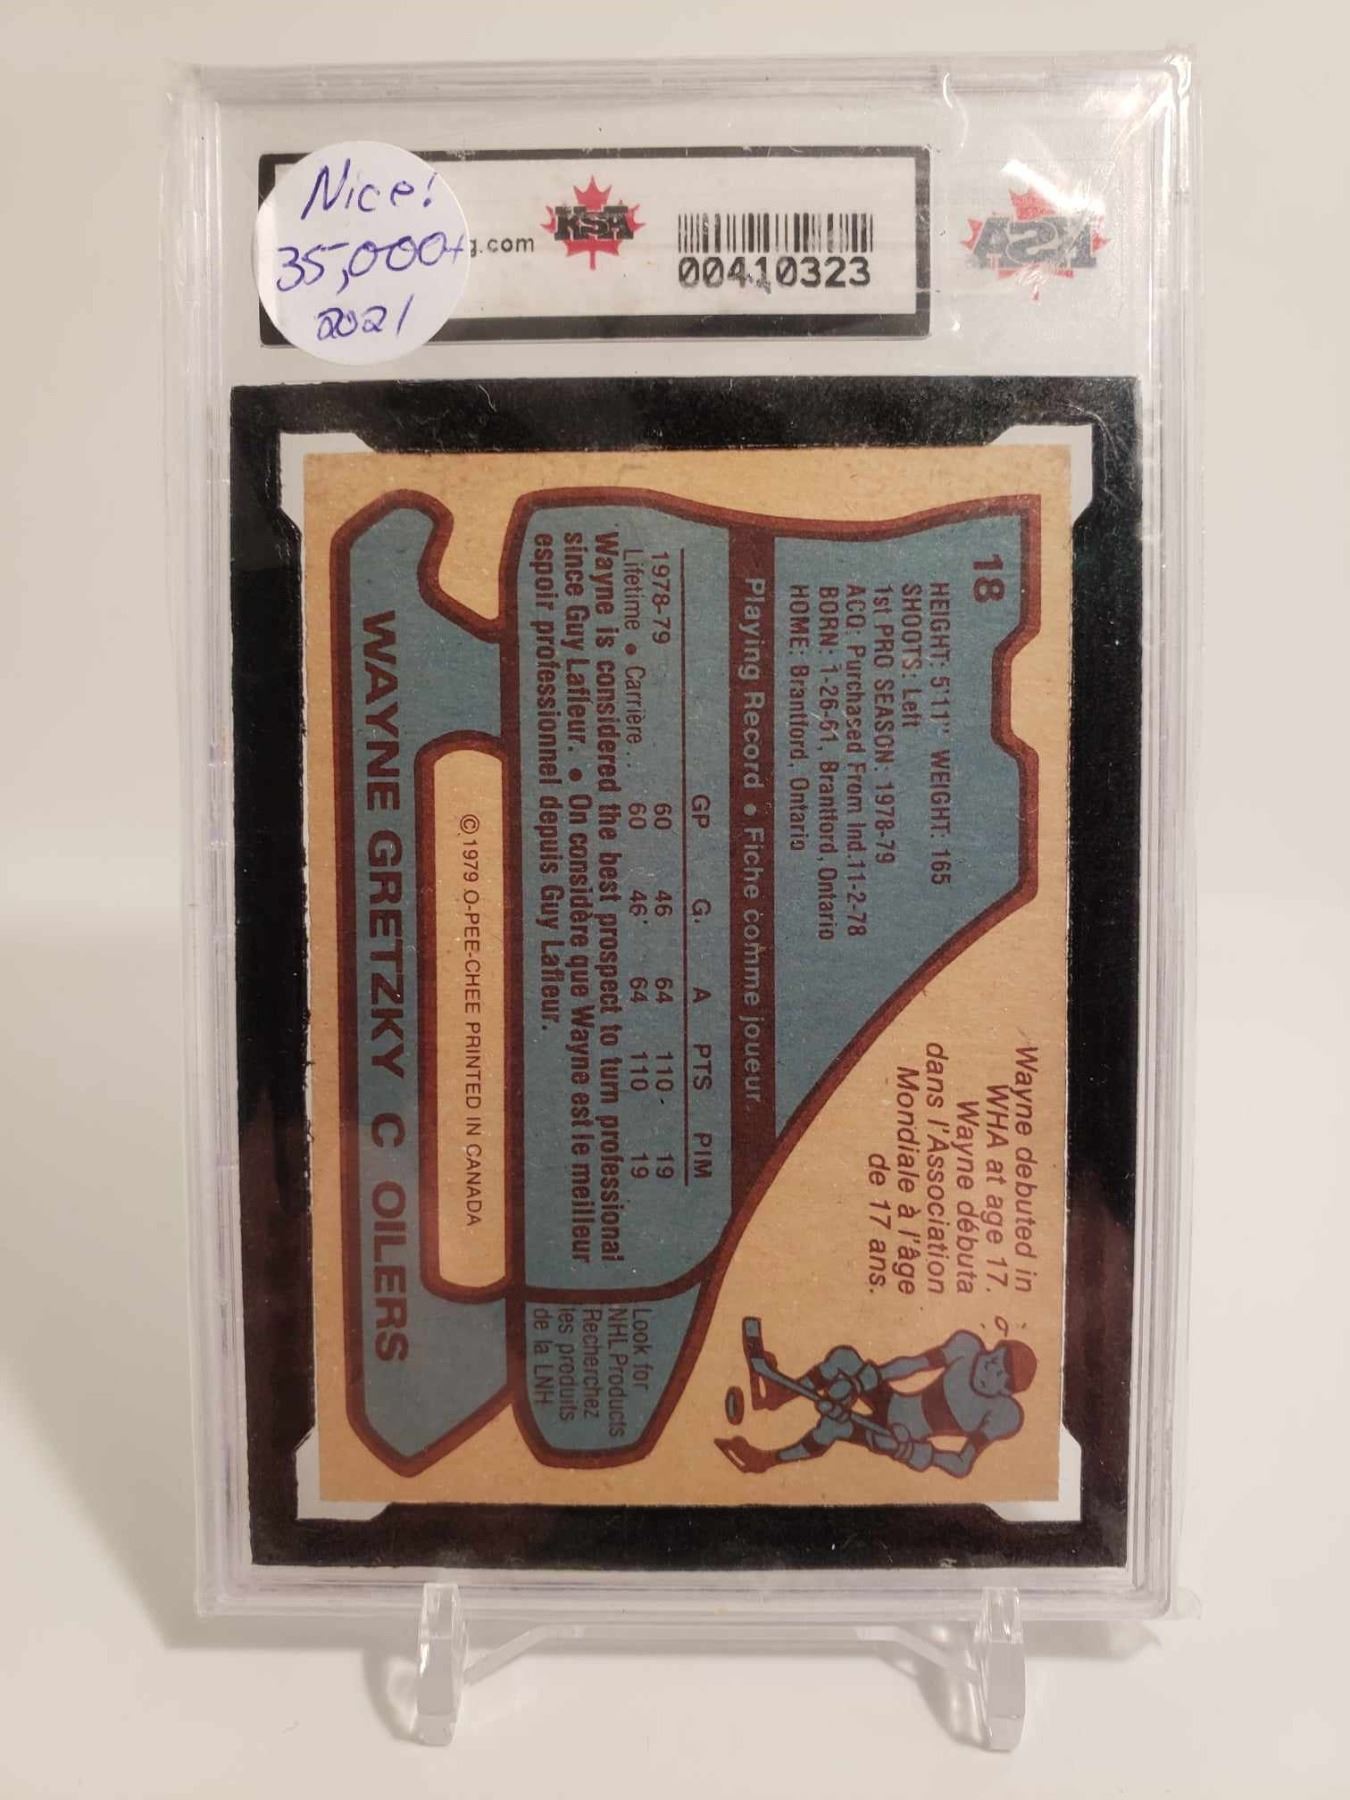 Nice!
35,000+
2021
g.com
KSA
00410323
KSA
18
HEIGHT: 5'11" WEIGHT: 165
SHOOTS: Left
1st PRO SEASON: 1978-79
ACQ: Purchased From Ind. 11-2-78
BORN: 1-26-61, Brantford, Ontario
HOME: Brantford, Ontario
Wayne debuted in
WHA at age 17.
Wayne débuta
dans l'Association
Mondiale à l'âge
de 17 ans.
Playing Record • Fiche comme joueur
GP G. A PTS PIM
1978-79 60 46 64 110 19
Lifetime • Carrière.. 60 46 64 110 19
Wayne is considered the best prospect to turn professional
since Guy Lafleur. • On considère que Wayne est le meilleur
espoir professionnel depuis Guy Lafleur.
Look for
NHL Products
Recherchez
les produits
de la LNH
©1979 O-PEE-CHEE PRINTED IN CANADA
WAYNE GRETZKY C OILERS